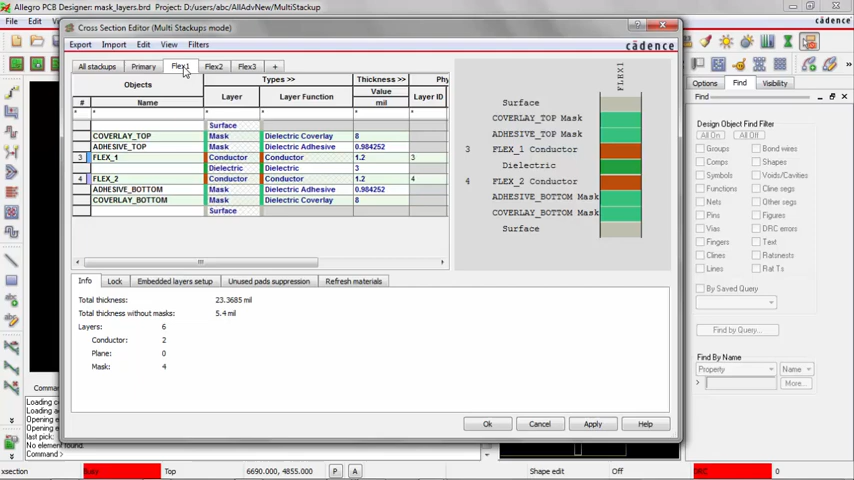 Allegro PCB Designer: mask_layers.brd Project: D:/users/abc/AllAdvNew/MultiStackup
File Edit
cādence
Cross Section Editor (Multi Stackups mode)
Export Import Edit View Filters
cādence
All stackups Primary Flex1 Flex2 Flex3 +
Objects Types >> Thickness >> Phy
# Name Layer Layer Function Value Layer ID
mil
* * * * *
Surface
COVERLAY_TOP Mask Dielectric Coverlay 8
ADHESIVE_TOP Mask Dielectric Adhesive 0.984252
3 FLEX_1 Conductor Conductor 1.2 3
Dielectric Dielectric 3
4 FLEX_2 Conductor Conductor 1.2 4
ADHESIVE_BOTTOM Mask Dielectric Adhesive 0.984252
COVERLAY_BOTTOM Mask Dielectric Coverlay 8
Surface
FLEX1
Surface
COVERLAY_TOP Mask
ADHESIVE_TOP Mask
3 FLEX_1 Conductor
Dielectric
4 FLEX_2 Conductor
ADHESIVE_BOTTOM Mask
COVERLAY_BOTTOM Mask
Surface
Info Lock Embedded layers setup Unused pads suppression Refresh materials
Total thickness: 23.3685 mil
Total thickness without masks: 5.4 mil
Layers: 6
Conductor: 2
Plane: 0
Mask: 4
Ok Cancel Apply Help
Options Find Visibility
Find
Design Object Find Filter
All On All Off
Groups Bond wires
Comps Shapes
Symbols Voids/Cavities
Functions Cline segs
Nets Other segs
Pins Figures
Vias DRC errors
Fingers Text
Clines Ratsnests
Lines Rat Ts
By Saved Query
Find by Query...
Find By Name
Property Name
> More...
Comm
Loading co
Loading a
Opening e
Opening e
last pick:
No elemen
Command >
xsection Busy Top 6690.000, 4855.000 P A Shape edit Off DRC 0